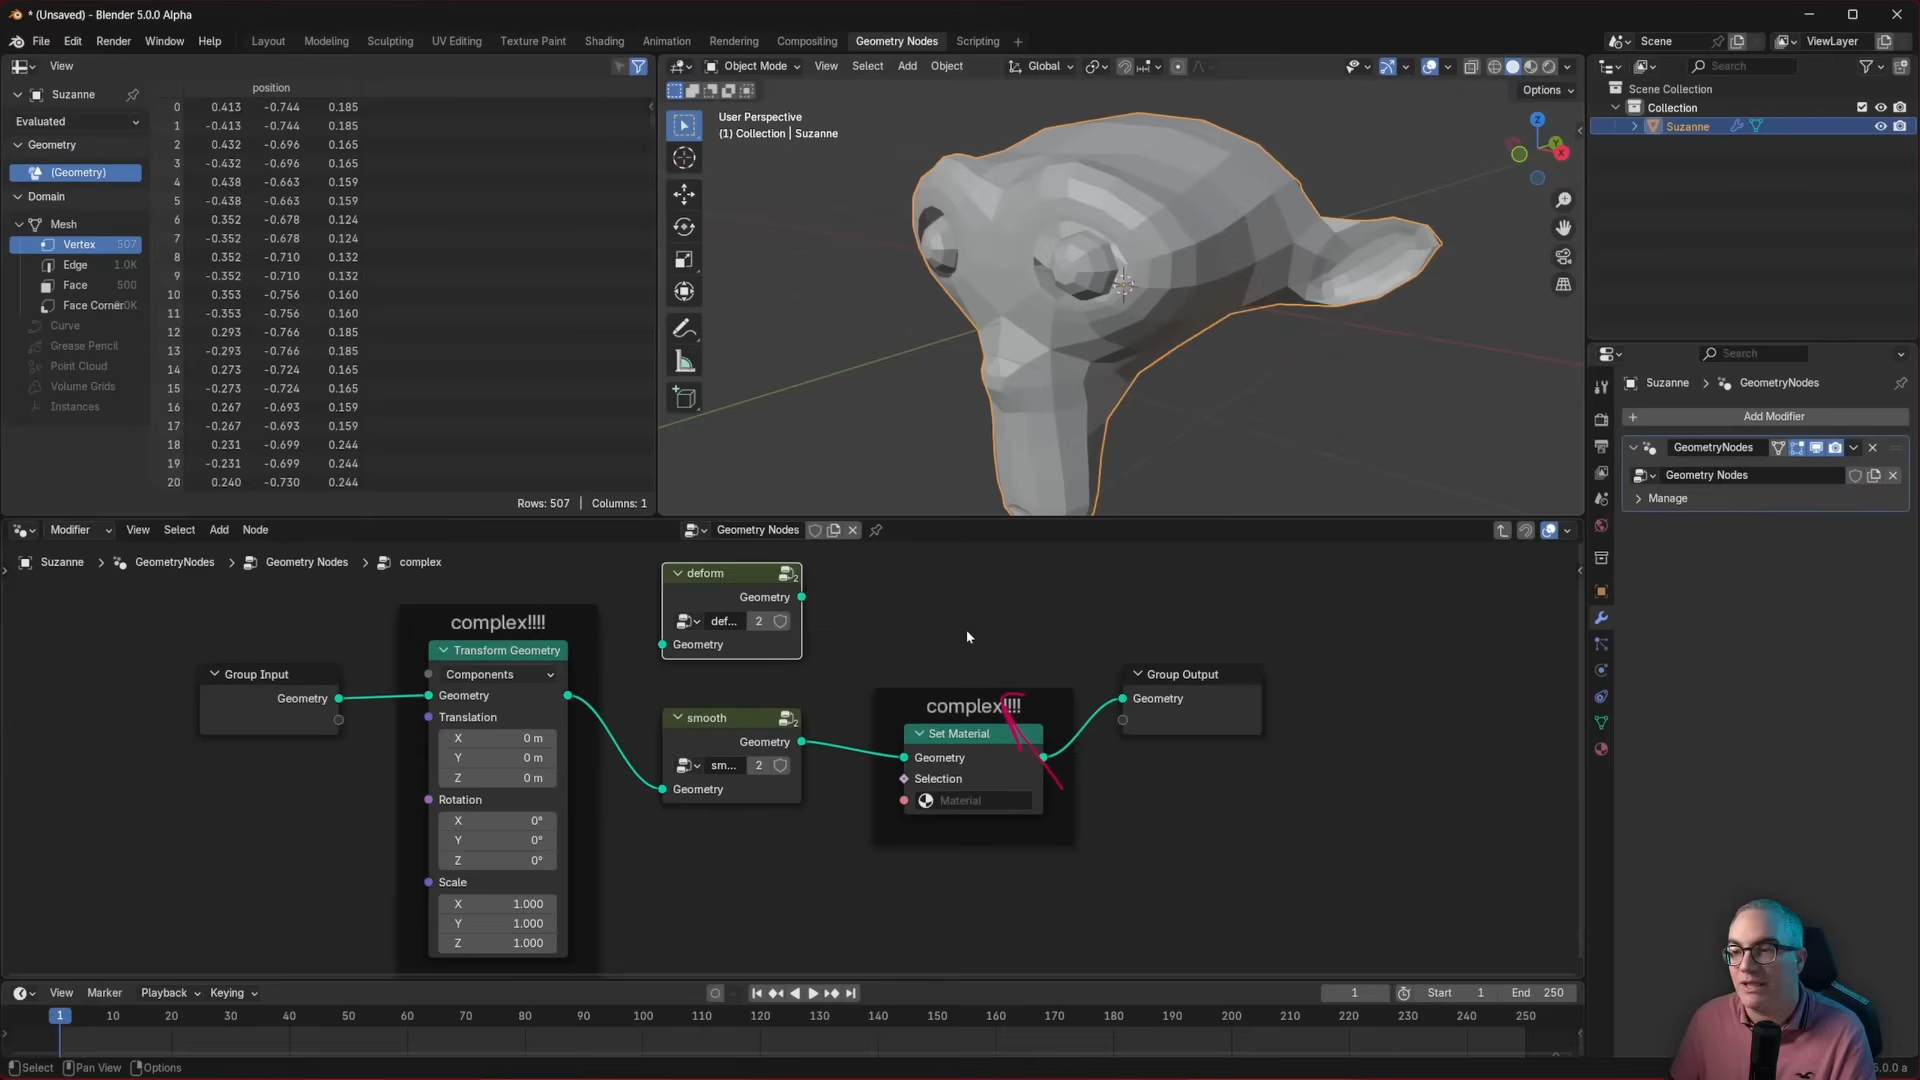 * (Unsaved) - Blender 5.0.0 Alpha
File Edit Render Window Help Layout Modeling Sculpting UV Editing Texture Paint Shading Animation Rendering Compositing Geometry Nodes Scripting + Scene ViewLayer
View
Suzanne
Evaluated
Geometry
(Geometry)
Domain
Mesh
Vertex 507
Edge 1.0K
Face 500
Face Corner
Curve
Grease Pencil
Point Cloud
Volume Grids
Instances
position
0 0.413 -0.744 0.185
1 -0.413 -0.744 0.185
2 0.432 -0.696 0.165
3 -0.432 -0.696 0.165
4 0.438 -0.663 0.159
5 -0.438 -0.663 0.159
6 0.352 -0.678 0.124
7 -0.352 -0.678 0.124
8 0.352 -0.710 0.132
9 -0.352 -0.710 0.132
10 0.353 -0.756 0.160
11 -0.353 -0.756 0.160
12 0.293 -0.766 0.185
13 -0.293 -0.766 0.185
14 0.273 -0.724 0.165
15 -0.273 -0.724 0.165
16 0.267 -0.693 0.159
17 -0.267 -0.693 0.159
18 0.231 -0.699 0.244
19 -0.231 -0.699 0.244
20 0.240 -0.730 0.244
Rows: 507 | Columns: 1
Object Mode View Select Add Object Global
Options
User Perspective
(1) Collection | Suzanne
Z
Y
X
Search
Scene Collection
Collection
Suzanne
Search
Suzanne > GeometryNodes
+ Add Modifier
GeometryNodes
Geometry Nodes
Manage
Modifier View Select Add Node Geometry Nodes
Suzanne > GeometryNodes > Geometry Nodes > complex
Group Input
Geometry
complex!!!!
Transform Geometry
Components
Geometry
Translation
X 0 m
Y 0 m
Z 0 m
Rotation
X 0°
Y 0°
Z 0°
Scale
X 1.000
Y 1.000
Z 1.000
deform 2
Geometry
def... 2
Geometry
smooth 2
Geometry
sm... 2
Geometry
complex!!!!
Set Material
Geometry
Selection
Material
Group Output
Geometry
View Marker Playback Keying 1 Start 1 End 250
1 10 20 30 40 50 60 70 80 90 100 110 120 130 140 150 160 170 180 190 200 210 220 230 240 250
Select Pan View Options